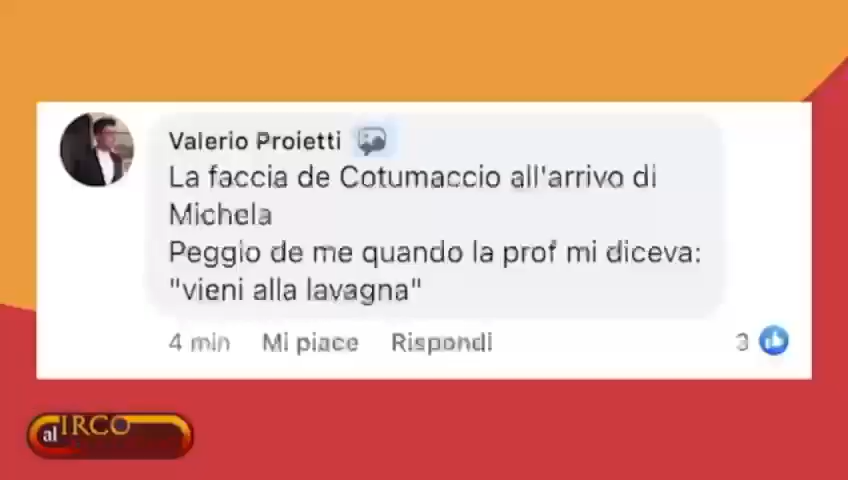 Valerio Proietti
La faccia de Cotumaccio all'arrivo di
Michela
Peggio de me quando la prof mi diceva:
"vieni alla lavagna"
4 min Mi piace Rispondi 3
al IRCO